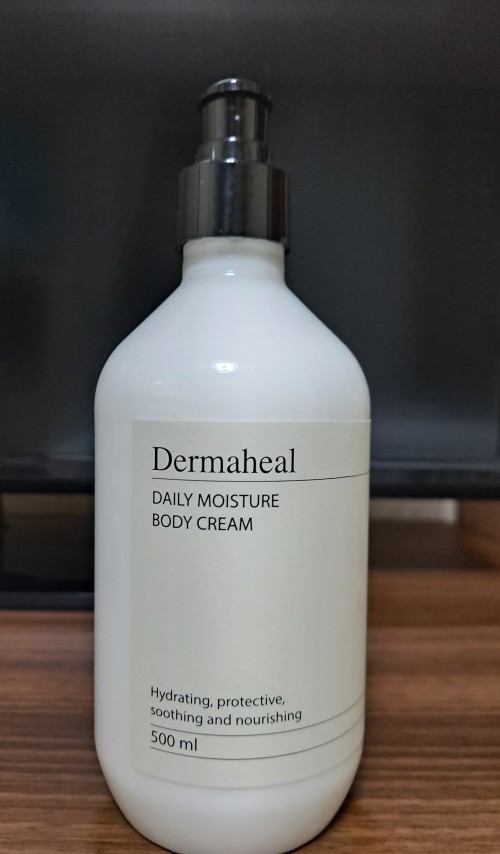 Dermaheal
DAILY MOISTURE
BODY CREAM
Hydrating, protective,
soothing and nourishing
500 ml